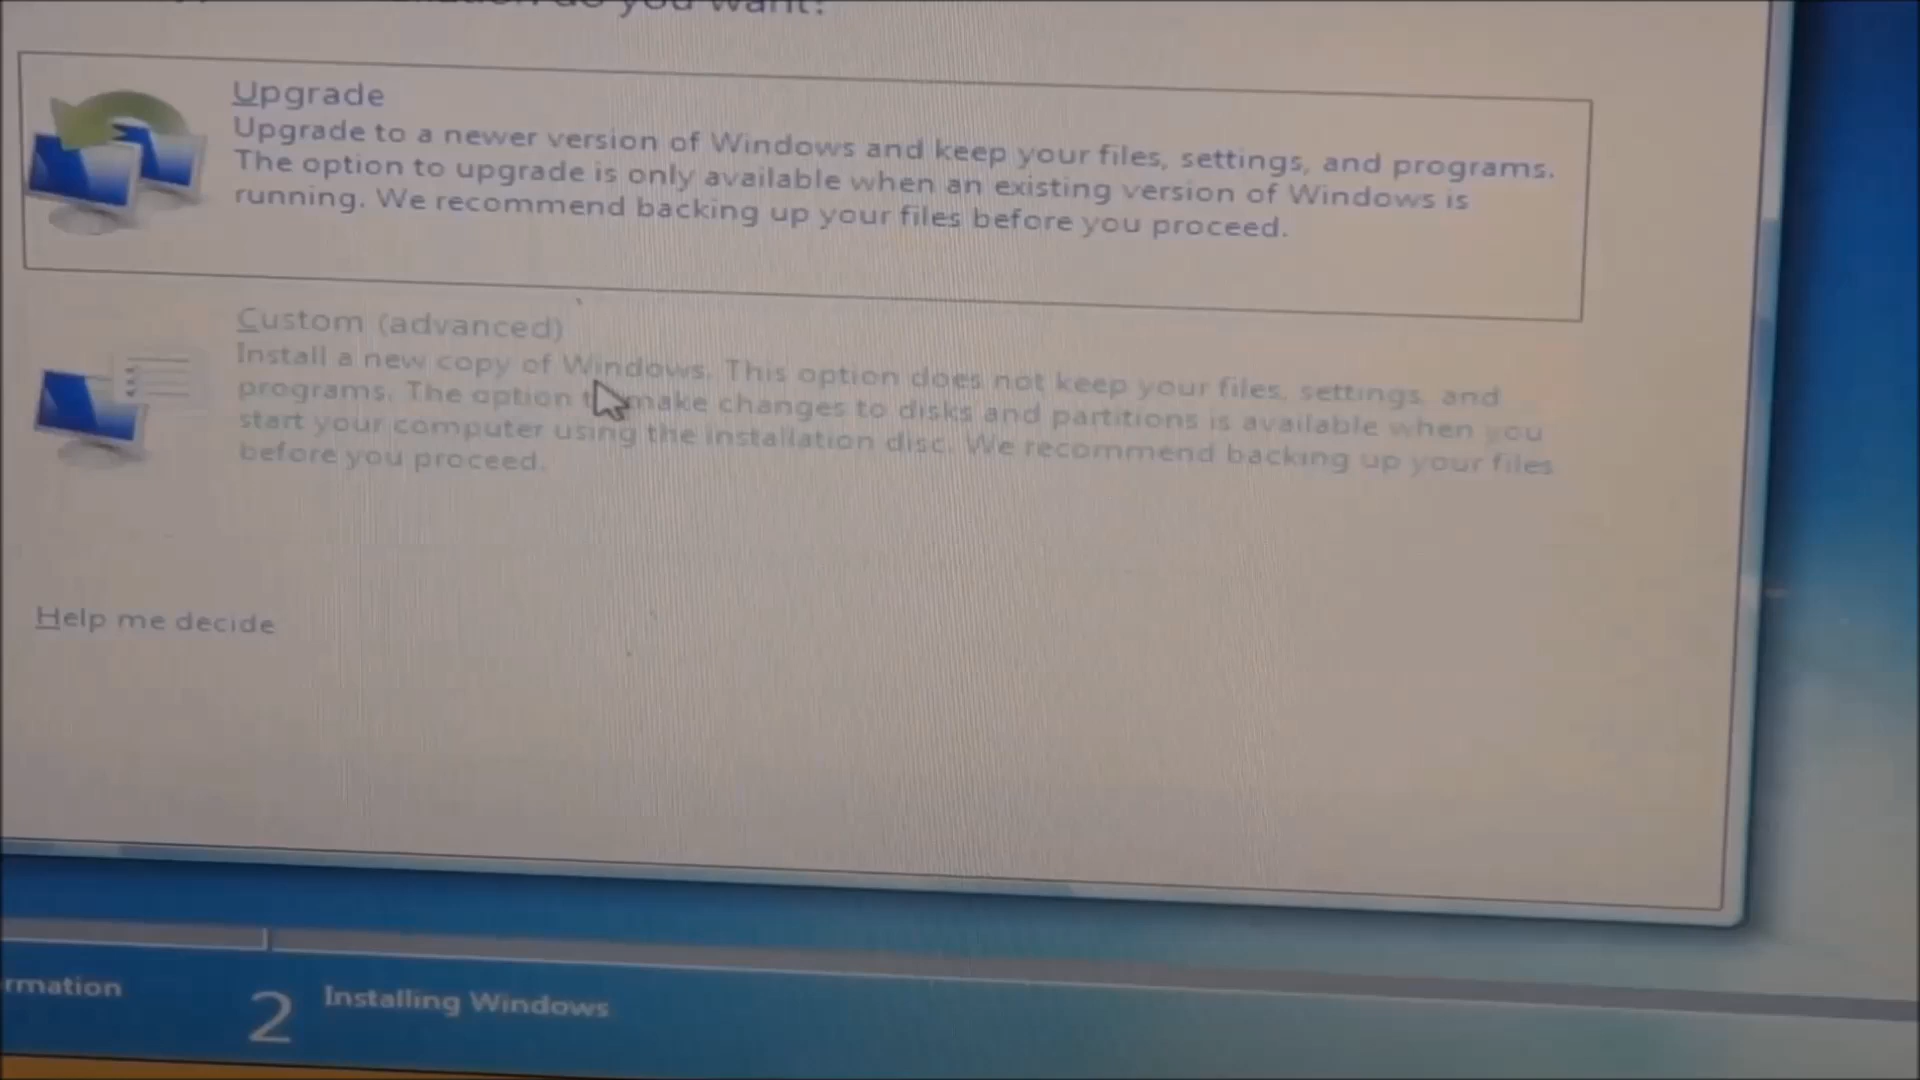 do you want?
Upgrade
Upgrade to a newer version of Windows and keep your files, settings, and programs.
The option to upgrade is only available when an existing version of Windows is
running. We recommend backing up your files before you proceed.
Custom (advanced)
Install a new copy of Windows. This option does not keep your files, settings, and
programs. The option make changes to disks and partitions is available when you
start your computer using the installation disc. We recommend backing up your files
before you proceed.
Help me decide
rmation
2 Installing Windows